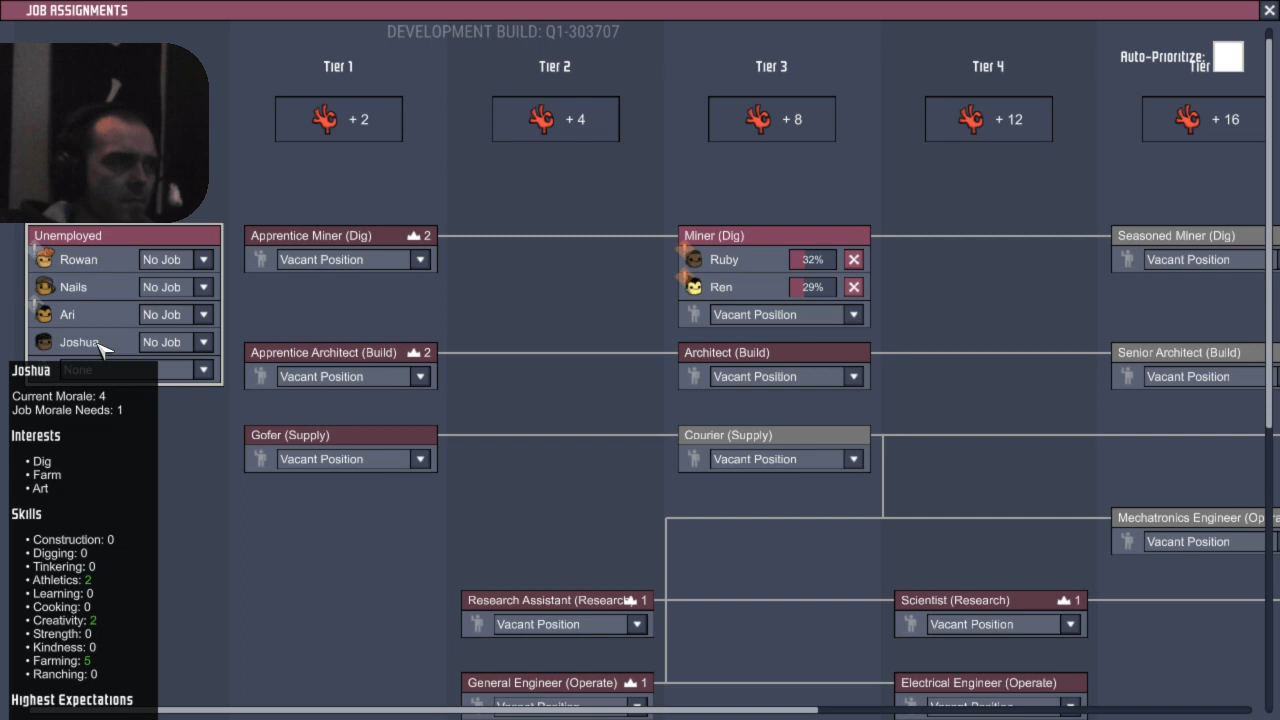 JOB ASSIGNMENTS
DEVELOPMENT BUILD: Q1-303707
Auto-Prioritize:
Tier 1
Tier 2
Tier 3
Tier 4
Tier
+ 2
+ 4
+ 8
+ 12
+ 16
Unemployed
Rowan No Job
Nails No Job
Ari No Job
Joshua No Job
None
Apprentice Miner (Dig) 2
Vacant Position
Miner (Dig)
Ruby 32%
Ren 29%
Vacant Position
Seasoned Miner (Dig)
Vacant Position
Apprentice Architect (Build) 2
Vacant Position
Architect (Build)
Vacant Position
Senior Architect (Build)
Vacant Position
Gofer (Supply)
Vacant Position
Courier (Supply)
Vacant Position
Mechatronics Engineer (Op
Vacant Position
Research Assistant (Research 1
Vacant Position
Scientist (Research) 1
Vacant Position
General Engineer (Operate) 1
Vacant Position
Electrical Engineer (Operate)
Vacant Position
Joshua
Current Morale: 4
Job Morale Needs: 1
Interests
• Dig
• Farm
• Art
Skills
• Construction: 0
• Digging: 0
• Tinkering: 0
• Athletics: 2
• Learning: 0
• Cooking: 0
• Creativity: 2
• Strength: 0
• Kindness: 0
• Farming: 5
• Ranching: 0
Highest Expectations